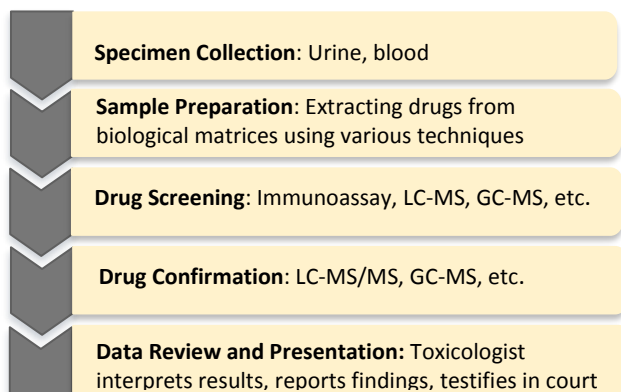 Specimen Collection: Urine, blood
Sample Preparation: Extracting drugs from
biological matrices using various techniques
Drug Screening: Immunoassay, LC-MS, GC-MS, etc.
Drug Confirmation: LC-MS/MS, GC-MS, etc.
Data Review and Presentation: Toxicologist
interprets results, reports findings, testifies in court